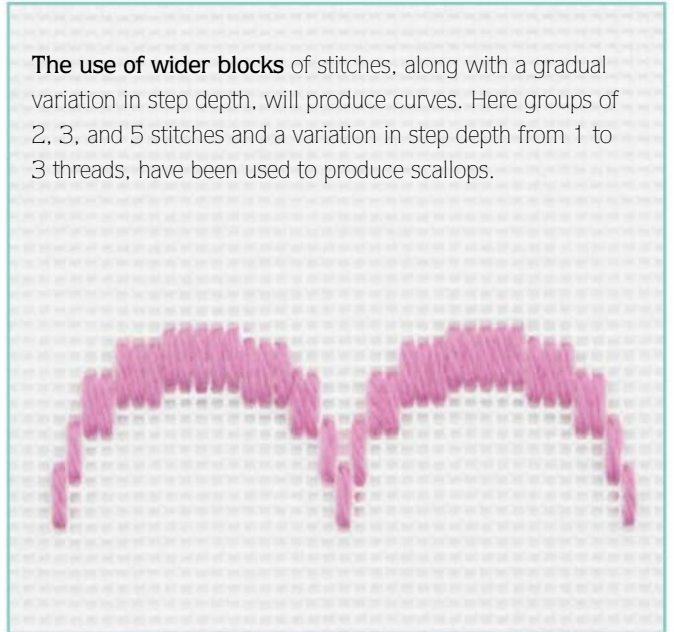 The use of wider blocks of stitches, along with a gradual
variation in step depth, will produce curves. Here groups of
2, 3, and 5 stitches and a variation in step depth from 1 to
3 threads, have been used to produce scallops.